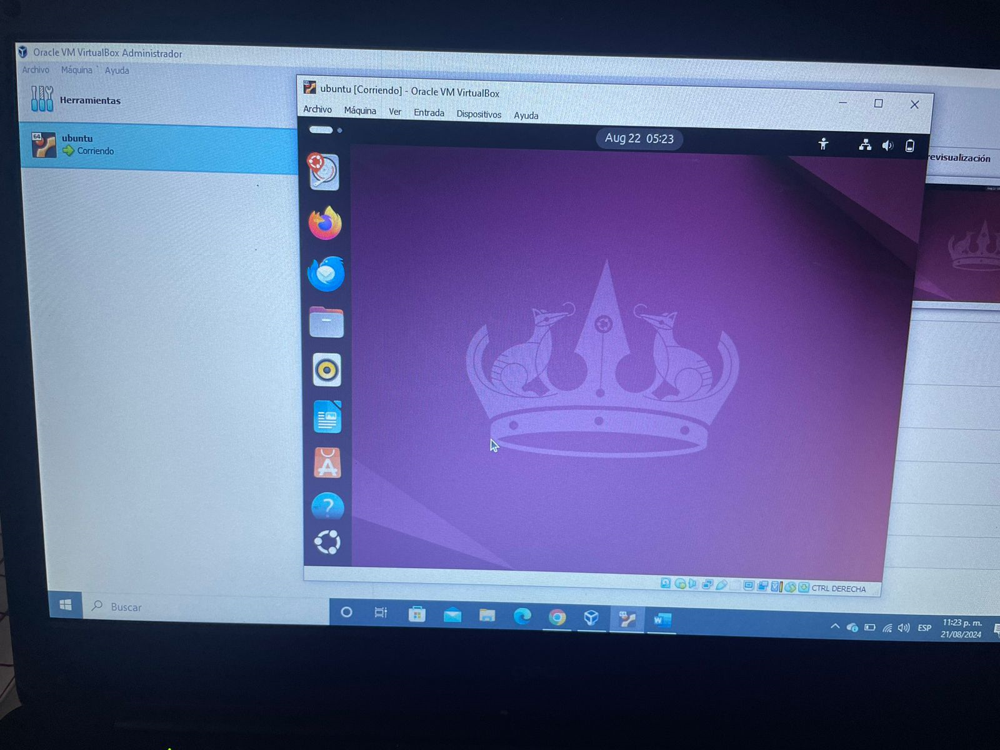 Oracle VM VirtualBox Administrador
Archivo Máquina Ayuda
Herramientas
64
ubuntu
Corriendo
ubuntu [Corriendo] - Oracle VM VirtualBox
Archivo Máquina Ver Entrada Dispositivos Ayuda
Aug 22 05:23
revisualización
CTRL DERECHA
Buscar
ESP
11:23 p. m.
21/08/2024